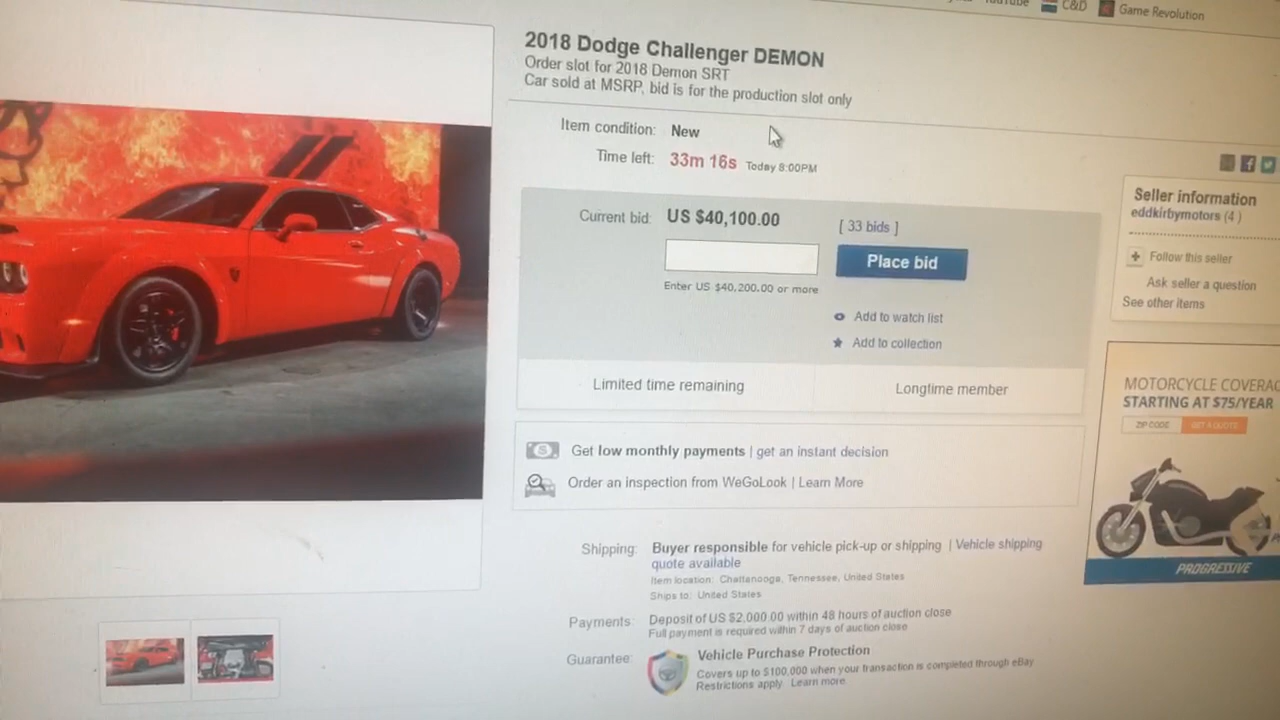 C&D
Game Revolution
2018 Dodge Challenger DEMON
Order slot for 2018 Demon SRT
Car sold at MSRP, bid is for the production slot only
Item condition: New
Time left: 33m 16s Today 8:00PM
Current bid: US $40,100.00 [ 33 bids ]
Place bid
Enter US $40,200.00 or more
Add to watch list
Add to collection
Limited time remaining
Longtime member
Get low monthly payments | get an instant decision
Order an inspection from WeGoLook | Learn More
Shipping: Buyer responsible for vehicle pick-up or shipping | Vehicle shipping
quote available
Item location: Chattanooga, Tennessee, United States
Ships to: United States
Payments: Deposit of US $2,000.00 within 48 hours of auction close
Full payment is required within 7 days of auction close
Guarantee: Vehicle Purchase Protection
Covers up to $100,000 when your transaction is completed through eBay
Restrictions apply Learn more
Seller information
eddkirbymotors (4 )
Follow this seller
Ask seller a question
See other items
MOTORCYCLE COVERAG
STARTING AT $75/YEAR
ZIP CODE GET A QUOTE
PROGRESSIVE